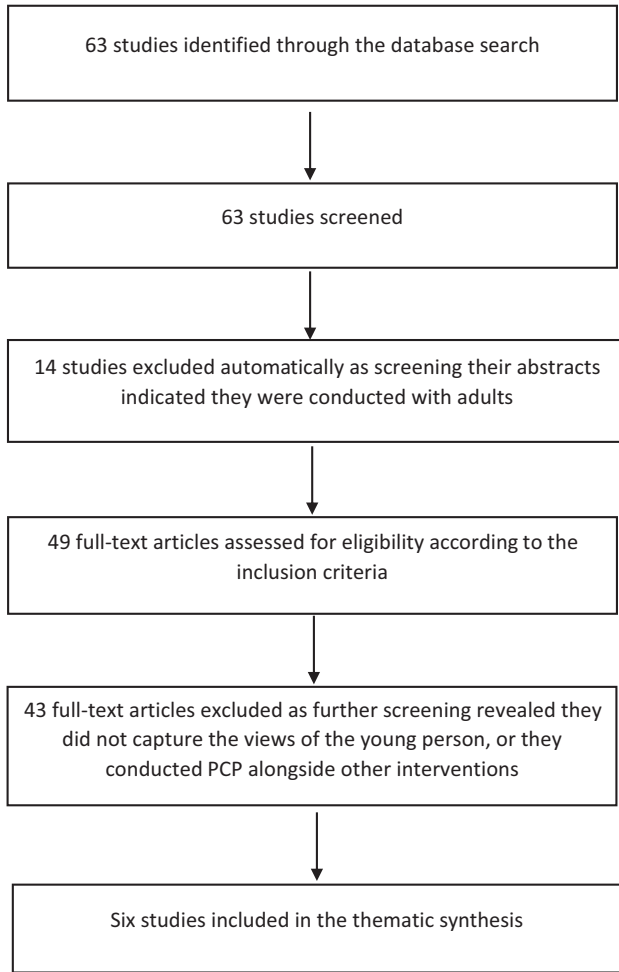 63 studies identified through the database search
63 studies screened
14 studies excluded automatically as screening their abstracts
indicated they were conducted with adults
49 full-text articles assessed for eligibility according to the
inclusion criteria
43 full-text articles excluded as further screening revealed they
did not capture the views of the young person, or they
conducted PCP alongside other interventions
Six studies included in the thematic synthesis